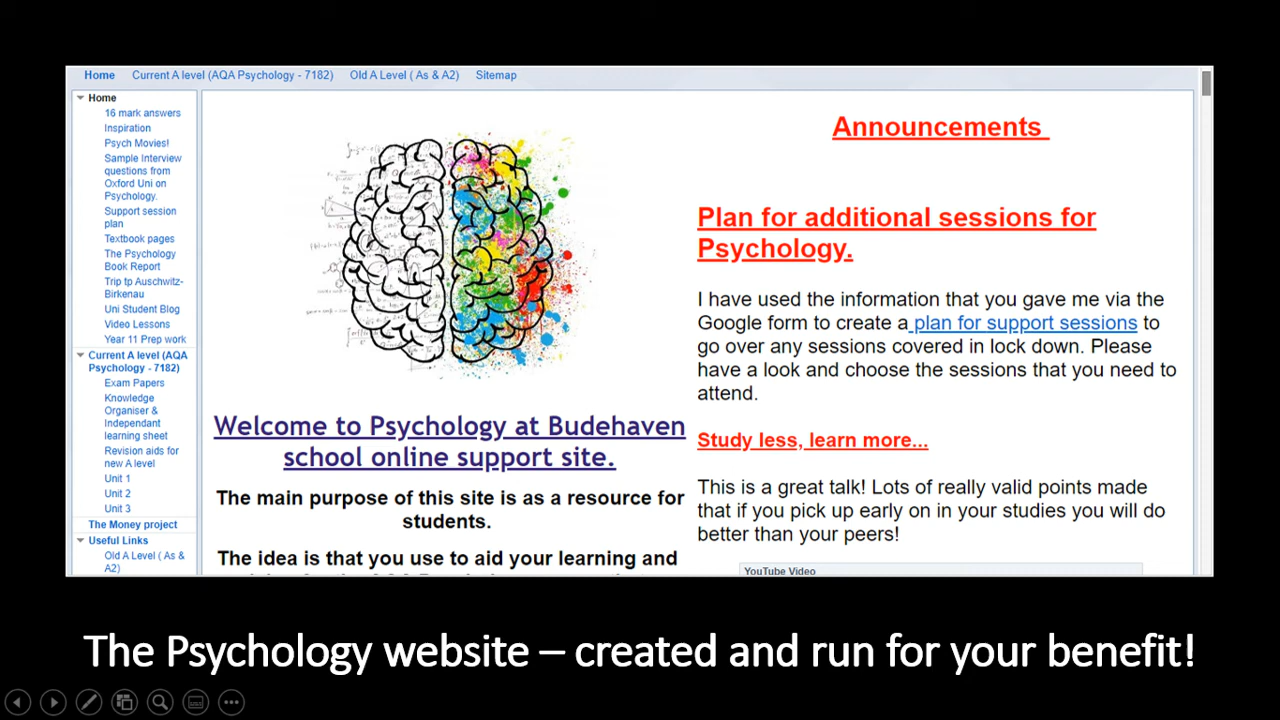 Home Current A level (AQA Psychology - 7182) Old A Level ( As & A2) Sitemap
Home
16 mark answers
Inspiration
Psych Movies!
Sample Interview
questions from
Oxford Uni on
Psychology.
Support session
plan
Textbook pages
The Psychology
Book Report
Trip tp Auschwitz-
Birkenau
Uni Student Blog
Video Lessons
Year 11 Prep work
Current A level (AQA
Psychology - 7182)
Exam Papers
Knowledge
Organiser &
Independant
learning sheet
Revision aids for
new A level
Unit 1
Unit 2
Unit 3
The Money project
Useful Links
Old A Level ( As &
A2)
Welcome to Psychology at Budehaven
school online support site.
The main purpose of this site is as a resource for
students.
The idea is that you use to aid your learning and
Announcements
Plan for additional sessions for
Psychology.
I have used the information that you gave me via the
Google form to create a plan for support sessions to
go over any sessions covered in lock down. Please
have a look and choose the sessions that you need to
attend.
Study less, learn more...
This is a great talk! Lots of really valid points made
that if you pick up early on in your studies you will do
better than your peers!
YouTube Video
The Psychology website – created and run for your benefit!